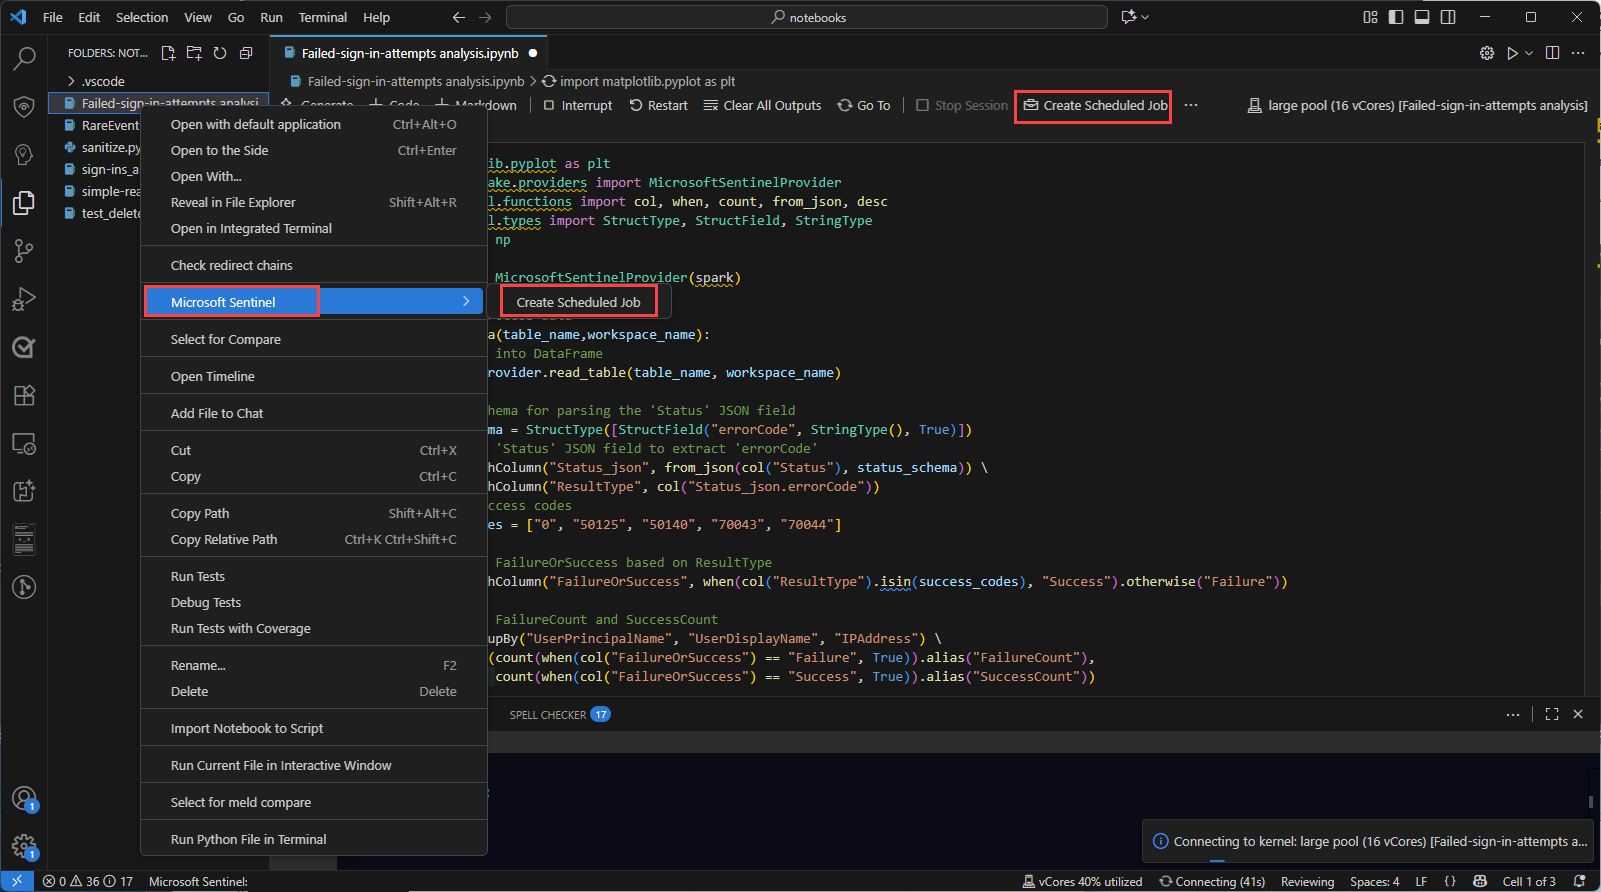 File Edit Selection View Go Run Terminal Help
notebooks
FOLDERS: NOT...
Failed-sign-in-attempts analysis.ipynb
.vscode
Failed-sign-in-attempts analysis.ipynb > import matplotlib.pyplot as plt
Failed-sign-in-attempts analysi
Generate Code Markdown Interrupt Restart Clear All Outputs Go To Stop Session Create Scheduled Job ... large pool (16 vCores) [Failed-sign-in-attempts analysis]
RareEvent
sanitize.py
sign-ins_a
simple-rea
test_delete
Open with default application Ctrl+Alt+O
Open to the Side Ctrl+Enter
Open With...
Reveal in File Explorer Shift+Alt+R
Open in Integrated Terminal
Check redirect chains
Microsoft Sentinel
Create Scheduled Job
Select for Compare
Open Timeline
Add File to Chat
Cut Ctrl+X
Copy Ctrl+C
Copy Path Shift+Alt+C
Copy Relative Path Ctrl+K Ctrl+Shift+C
Run Tests
Debug Tests
Run Tests with Coverage
Rename... F2
Delete Delete
Import Notebook to Script
Run Current File in Interactive Window
Select for meld compare
Run Python File in Terminal
ib.pyplot as plt
ake.providers import MicrosoftSentinelProvider
l.functions import col, when, count, from_json, desc
l.types import StructType, StructField, StringType
np
MicrosoftSentinelProvider(spark)
a(table_name,workspace_name):
into DataFrame
rovider.read_table(table_name, workspace_name)
hema for parsing the 'Status' JSON field
ma = StructType([StructField("errorCode", StringType(), True)])
'Status' JSON field to extract 'errorCode'
hColumn("Status_json", from_json(col("Status"), status_schema)) \
hColumn("ResultType", col("Status_json.errorCode"))
ccess codes
es = ["0", "50125", "50140", "70043", "70044"]
FailureOrSuccess based on ResultType
hColumn("FailureOrSuccess", when(col("ResultType").isin(success_codes), "Success").otherwise("Failure"))
FailureCount and SuccessCount
upBy("UserPrincipalName", "UserDisplayName", "IPAddress") \
(count(when(col("FailureOrSuccess") == "Failure", True)).alias("FailureCount"),
count(when(col("FailureOrSuccess") == "Success", True)).alias("SuccessCount"))
SPELL CHECKER 17
Connecting to kernel: large pool (16 vCores) [Failed-sign-in-attempts a...
1
1
0 36 17 Microsoft Sentinel: vCores 40% utilized Connecting (41s) Reviewing Spaces: 4 LF {} Cell 1 of 3